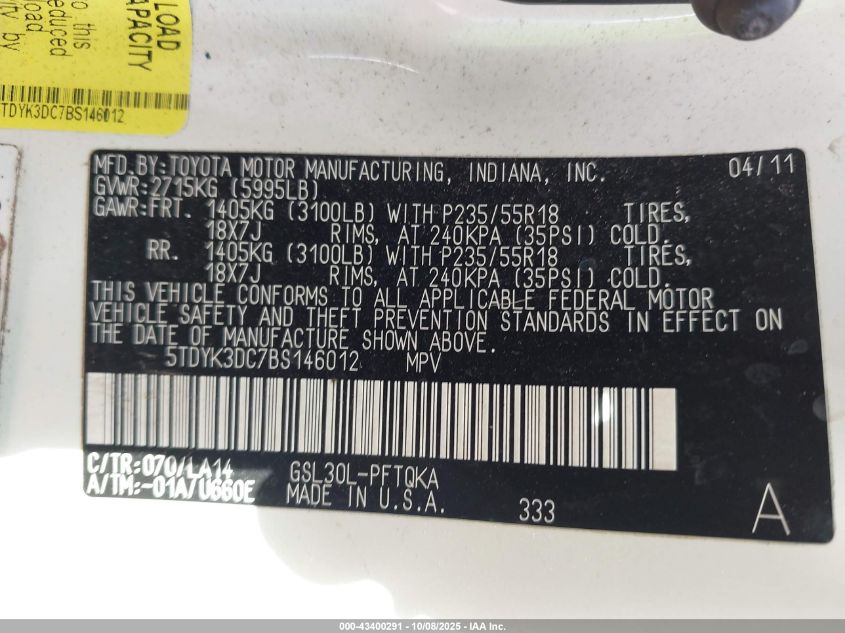 LOAD
CAPACITY
to this
educed
load
ity by
TDYK3DC7BS146012
MFD.BY:TOYOTA MOTOR MANUFACTURING, INDIANA, INC. 04/11
GVWR:2715KG (5995LB)
GAWR:FRT. 1405KG (3100LB) WITH P235/55R18 TIRES,
18X7J RIMS, AT 240KPA (35PSI) COLD.
RR. 1405KG (3100LB) WITH P235/55R18 TIRES,
18X7J RIMS, AT 240KPA (35PSI) COLD.
THIS VEHICLE CONFORMS TO ALL APPLICABLE FEDERAL MOTOR
VEHICLE SAFETY AND THEFT PREVENTION STANDARDS IN EFFECT ON
THE DATE OF MANUFACTURE SHOWN ABOVE.
5TDYK3DC7BS146012 MPV
C/TR:070/LA14 GSL30L-PFTQKA
A/TM:-01A/U660E MADE IN U.S.A. 333 A
000-43400291 - 10/08/2025 - IAA Inc.